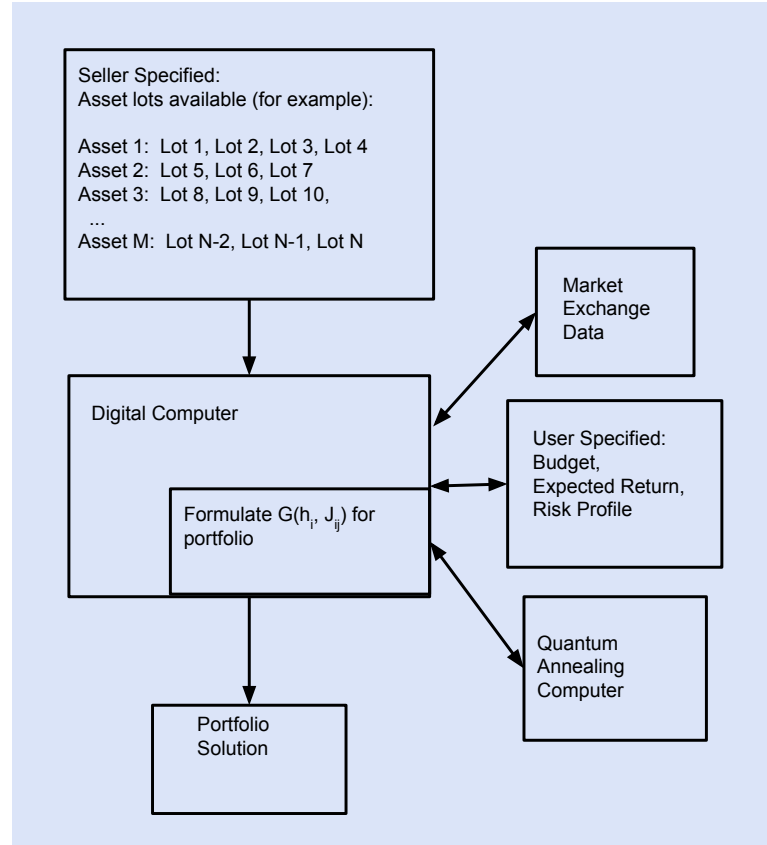 Seller Specified:
Asset lots available (for example):
Asset 1:  Lot 1, Lot 2, Lot 3, Lot 4
Asset 2:  Lot 5, Lot 6, Lot 7
Asset 3:  Lot 8, Lot 9, Lot 10,
...
Asset M:  Lot N-2, Lot N-1, Lot N
Market
Exchange
Data
Digital Computer
User Specified:
Budget,
Expected Return,
Risk Profile
Formulate G(h_i, J_ij) for
portfolio
Quantum
Annealing
Computer
Portfolio
Solution